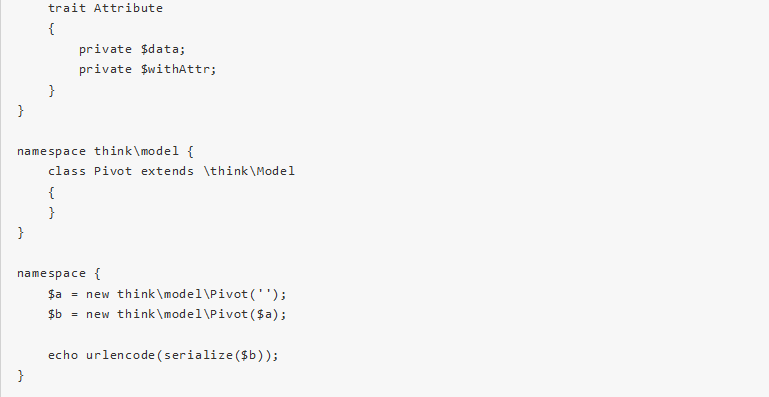 trait Attribute
{
private $data;
private $withAttr;
}
}
namespace think\model {
class Pivot extends \think\Model
{
}
}
namespace {
$a = new think\model\Pivot('');
$b = new think\model\Pivot($a);
echo urlencode(serialize($b));
}